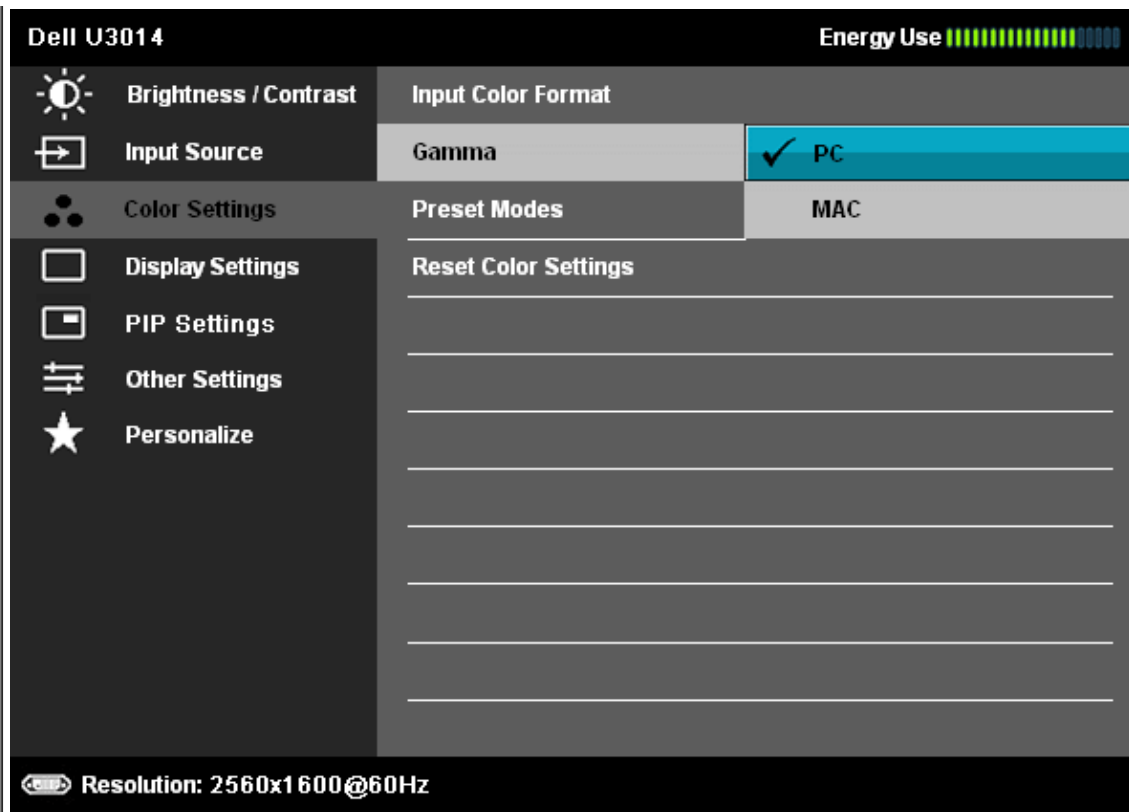 Dell U3014 Energy Use
Brightness / Contrast Input Color Format
Input Source Gamma PC
Color Settings Preset Modes MAC
Display Settings Reset Color Settings
PIP Settings
Other Settings
Personalize
Resolution: 2560x1600@60Hz